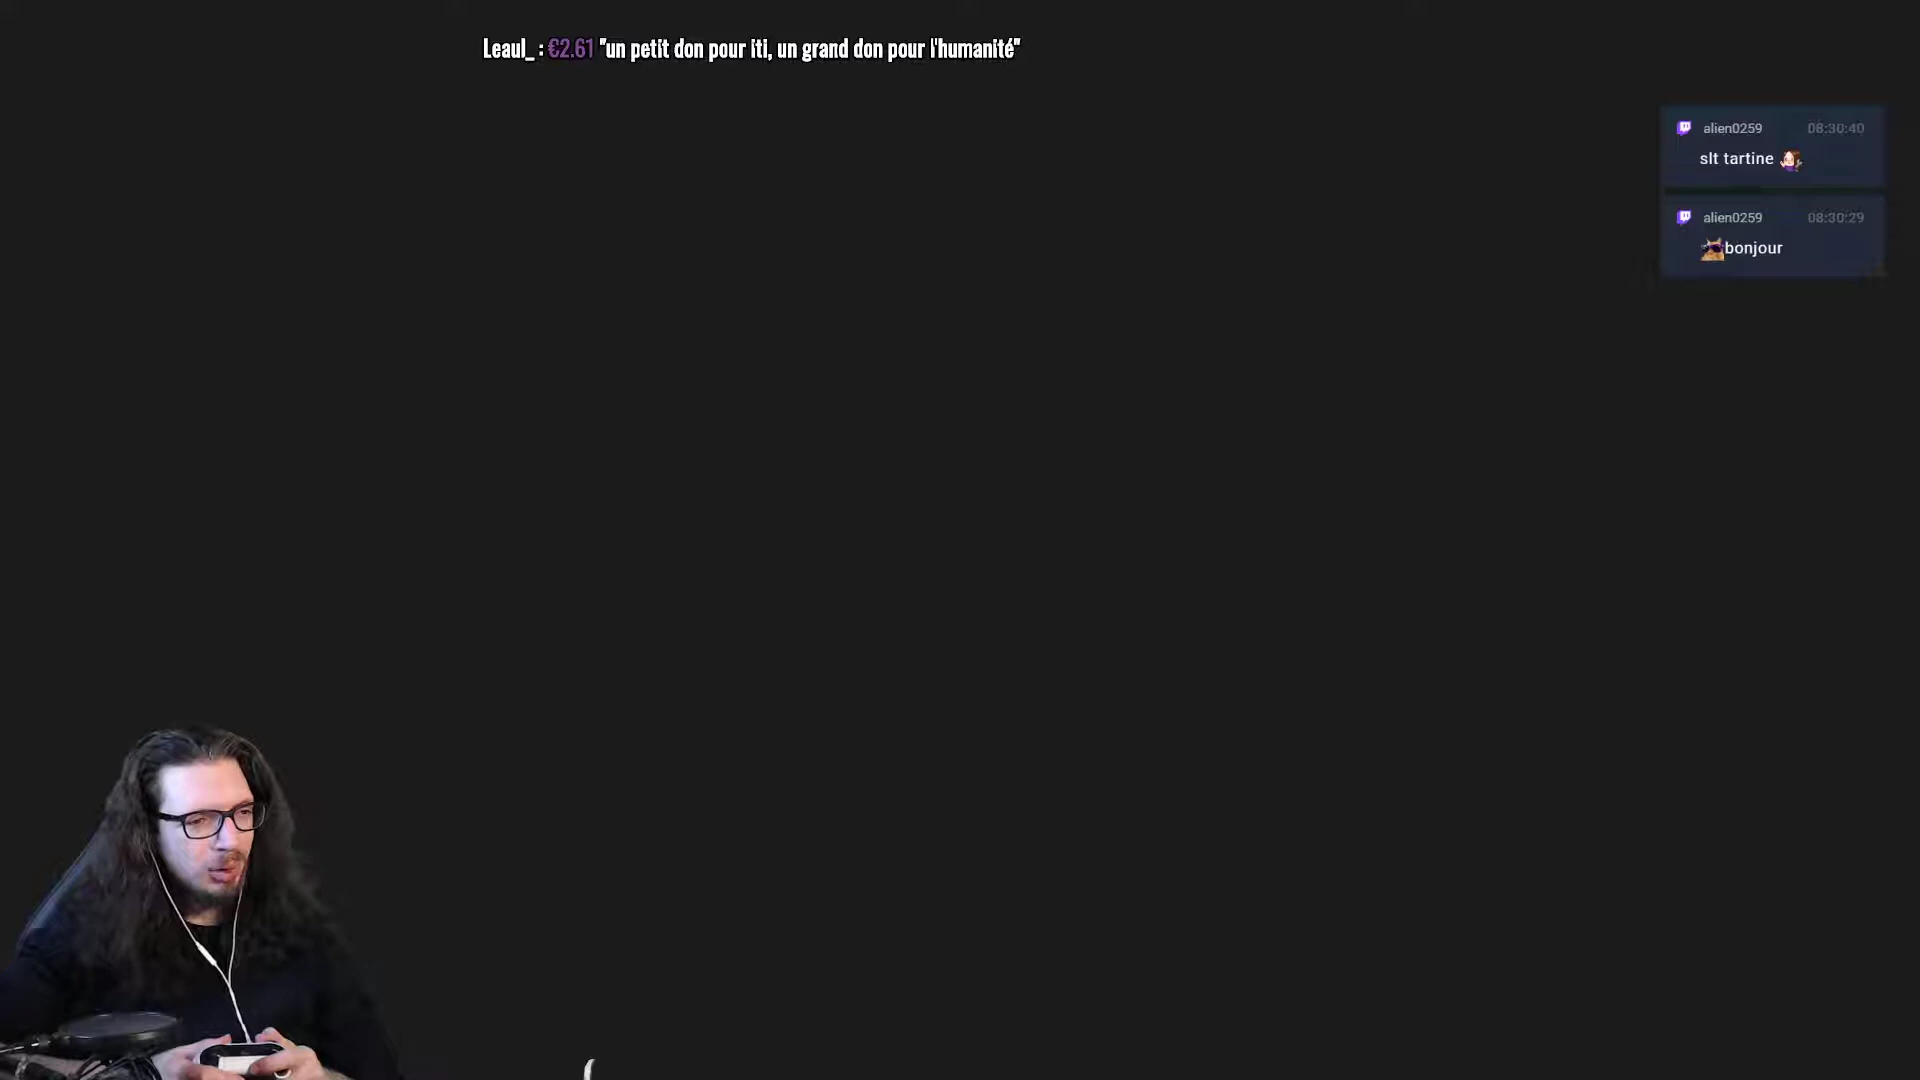 Leaul_ : €2.61 "un petit don pour iti, un grand don pour l'humanité"
alien0259 08:30:40
slt tartine
alien0259 08:30:29
bonjour